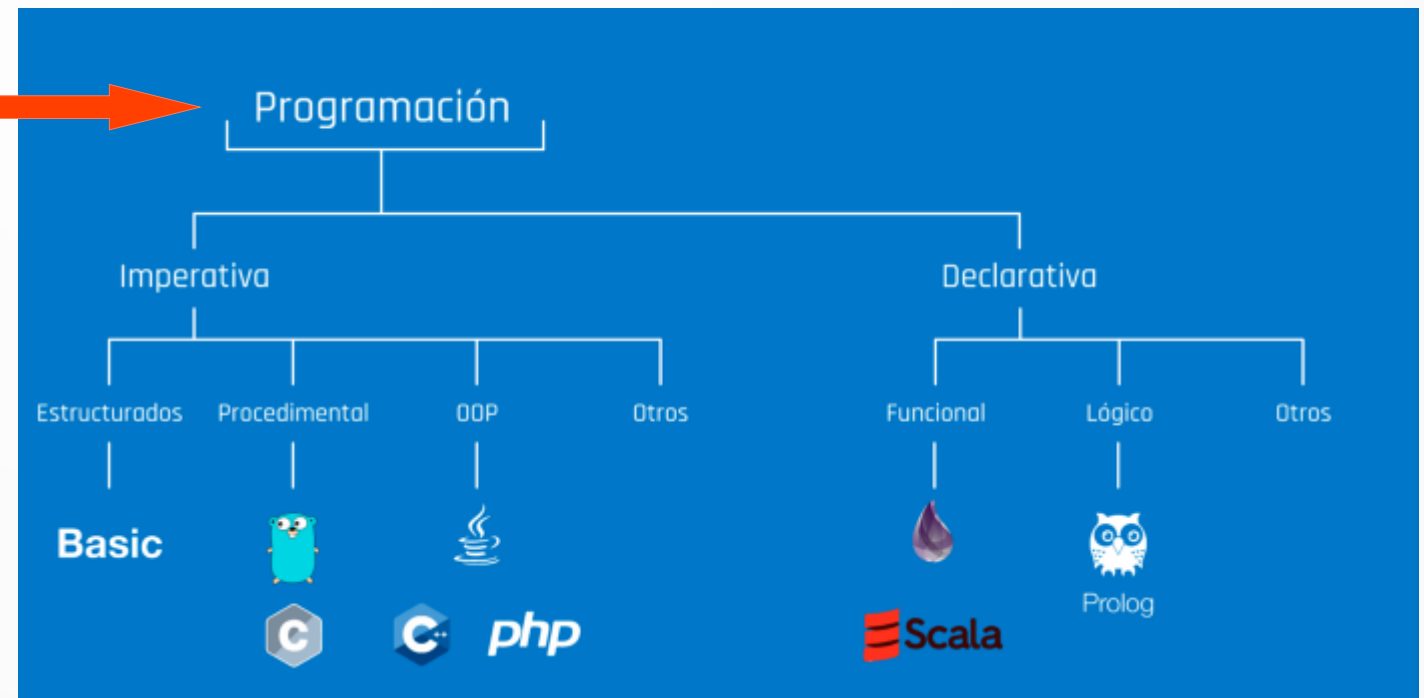 Programación
Imperativa Declarativa
Estructurados Procedimental OOP Otros Funcional Lógico Otros
Basic
Prolog
C C++ php Scala